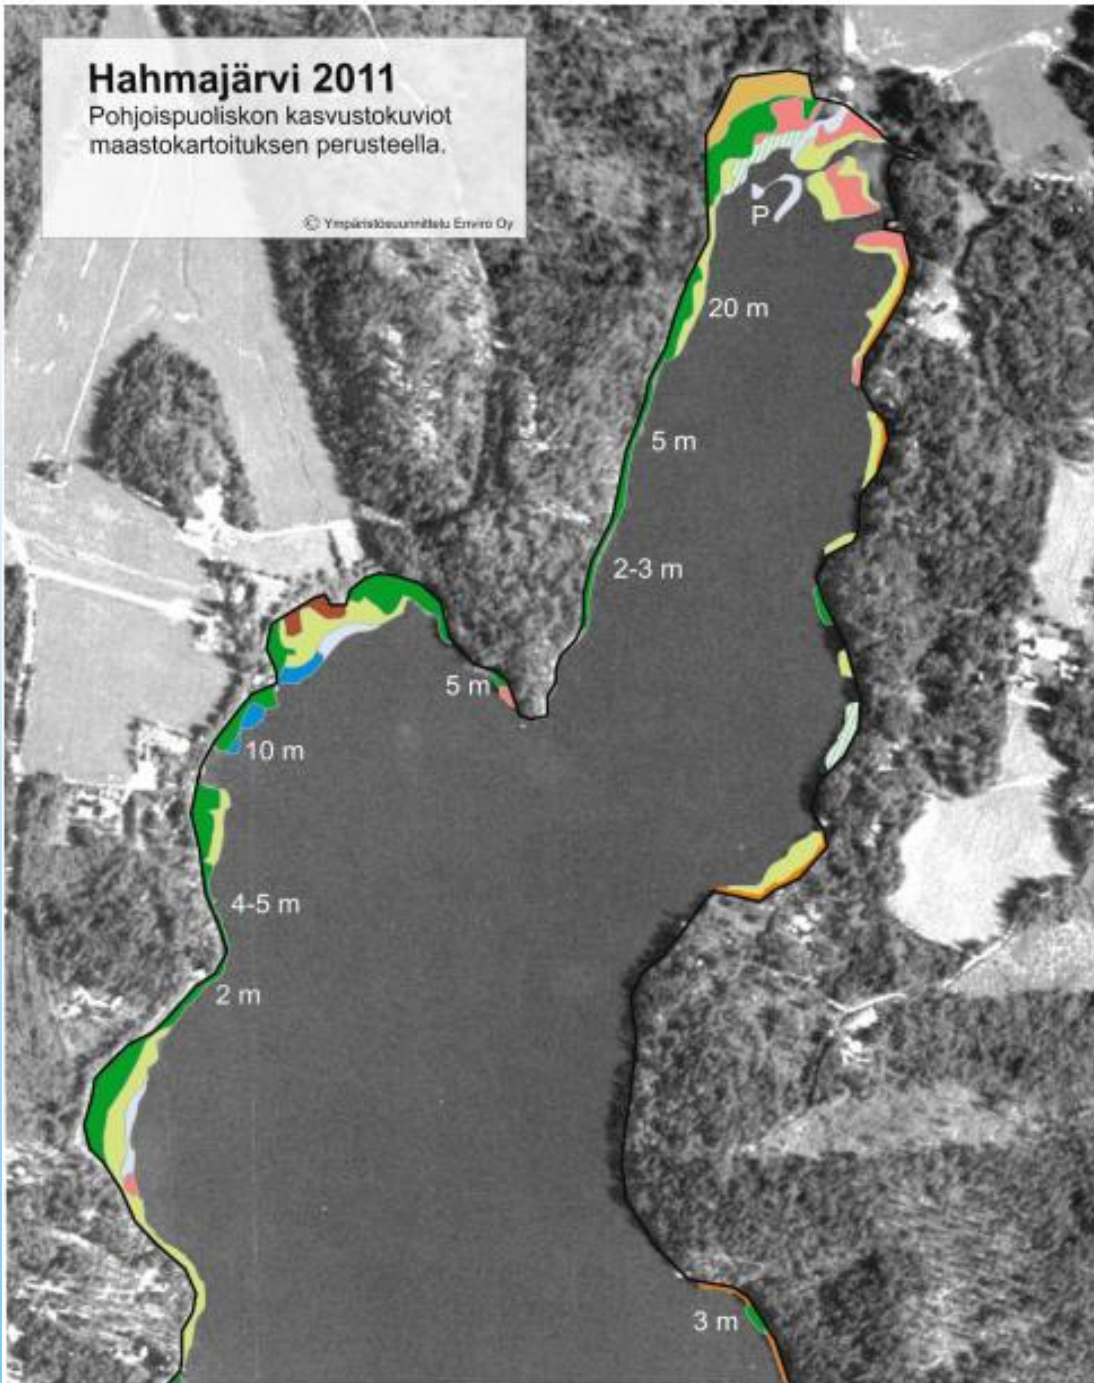 Hahmajärvi 2011
Pohjoispuoliskon kasvustokuviot
maastokartoituksen perusteella.
© Ympäristösuunnittelu Enviro Oy
P
20 m
5 m
2-3 m
5 m
10 m
4-5 m
2 m
3 m